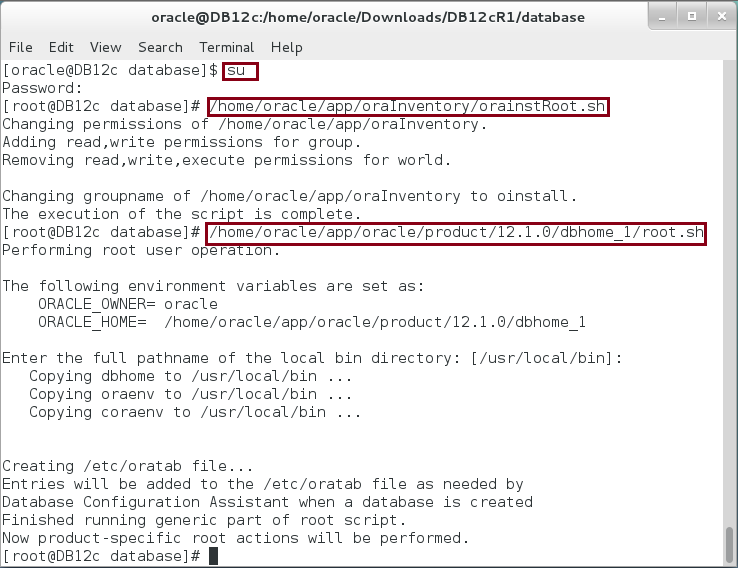 oracle@DB12c:/home/oracle/Downloads/DB12cR1/database
File Edit View Search Terminal Help
[oracle@DB12c database]$ su
Password:
[root@DB12c database]# /home/oracle/app/oraInventory/orainstRoot.sh
Changing permissions of /home/oracle/app/oraInventory.
Adding read,write permissions for group.
Removing read,write,execute permissions for world.

Changing groupname of /home/oracle/app/oraInventory to oinstall.
The execution of the script is complete.
[root@DB12c database]# /home/oracle/app/oracle/product/12.1.0/dbhome_1/root.sh
Performing root user operation.

The following environment variables are set as:
    ORACLE_OWNER= oracle
    ORACLE_HOME=  /home/oracle/app/oracle/product/12.1.0/dbhome_1

Enter the full pathname of the local bin directory: [/usr/local/bin]:
   Copying dbhome to /usr/local/bin ...
   Copying oraenv to /usr/local/bin ...
   Copying coraenv to /usr/local/bin ...


Creating /etc/oratab file...
Entries will be added to the /etc/oratab file as needed by
Database Configuration Assistant when a database is created
Finished running generic part of root script.
Now product-specific root actions will be performed.
[root@DB12c database]#